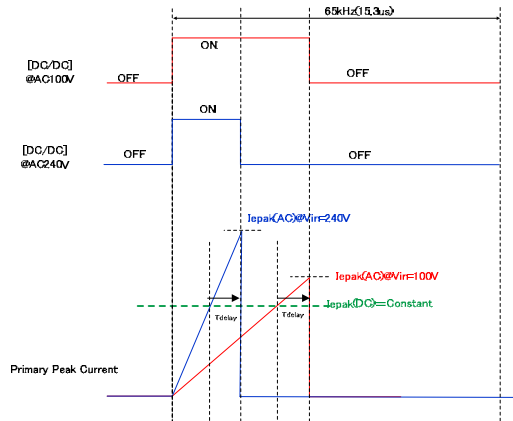 65kHz(15.3us)
ON
[DC/DC]
@AC100V
OFF
OFF
ON
[DC/DC]
@AC240V
OFF
OFF
Iepak(AC)@Vin=240V
Iepak(AC)@Vin=100V
Iepak(DC)=Constant
Tdelay
Tdelay
Primary Peak Current